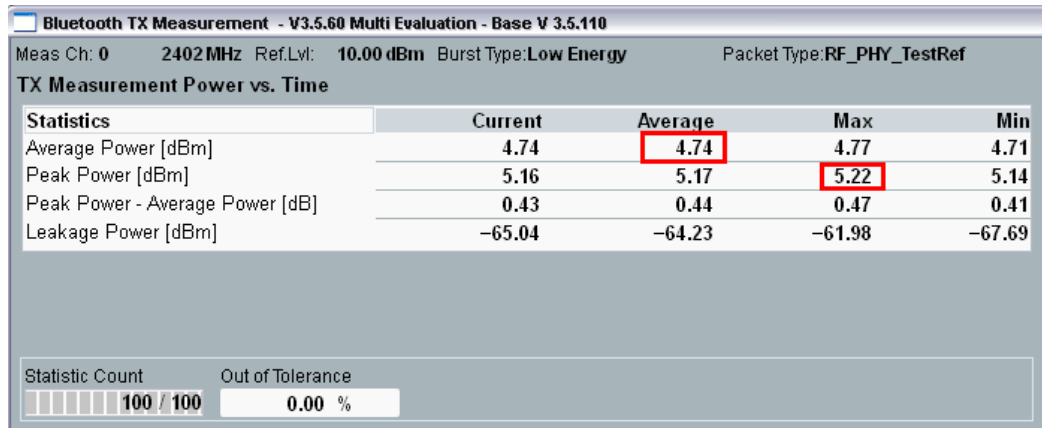 Bluetooth TX Measurement - V3.5.60 Multi Evaluation - Base V 3.5.110
Meas Ch: 0 2402 MHz Ref.Lvl: 10.00 dBm Burst Type:Low Energy Packet Type:RF_PHY_TestRef
TX Measurement Power vs. Time
Statistics Current Average Max Min
Average Power [dBm] 4.74 4.74 4.77 4.71
Peak Power [dBm] 5.16 5.17 5.22 5.14
Peak Power - Average Power [dB] 0.43 0.44 0.47 0.41
Leakage Power [dBm] −65.04 −64.23 −61.98 −67.69
Statistic Count Out of Tolerance
100 / 100 0.00 %